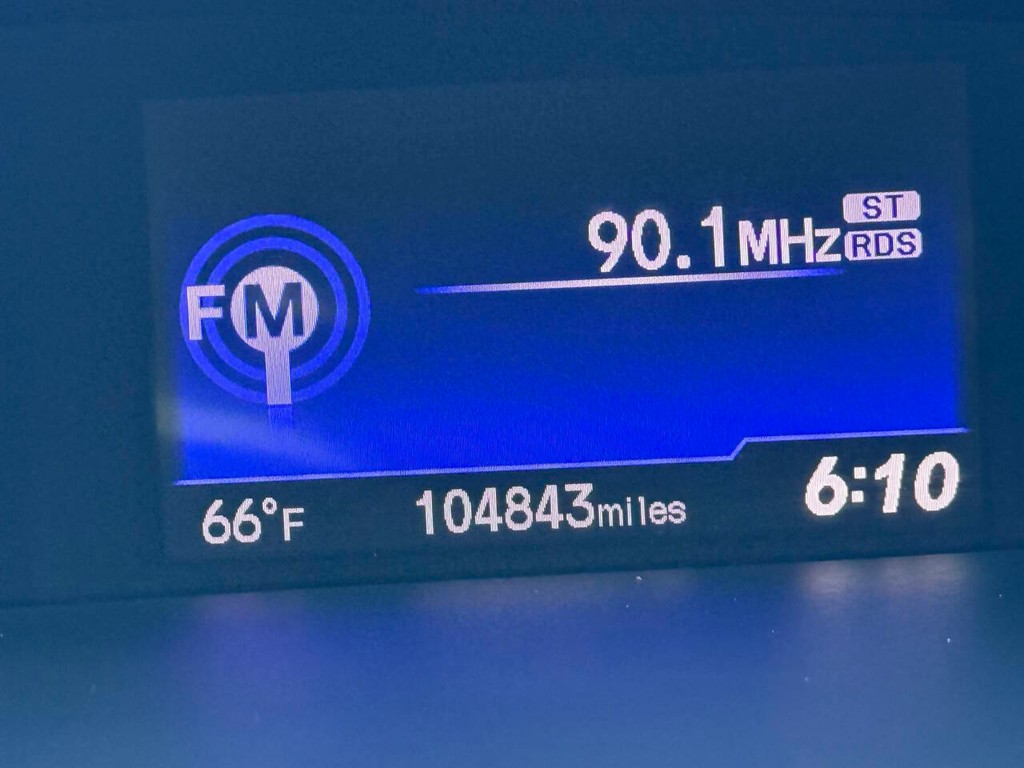 90.1MHz ST
RDS
FM
66°F 104843miles 6:10